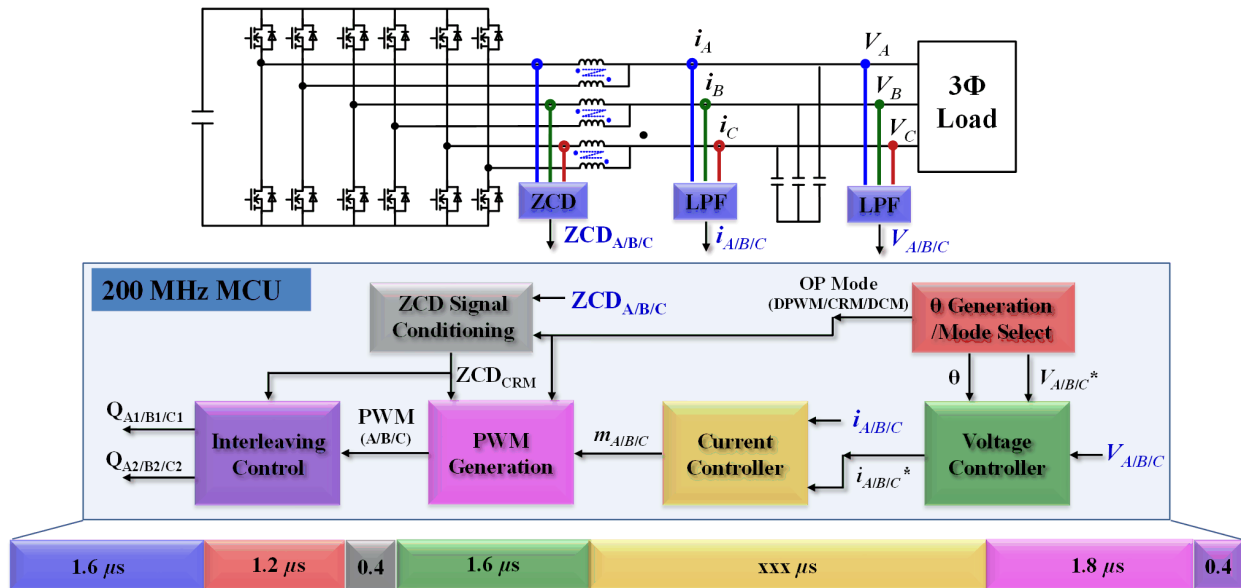 i_A
V_A
i_B
V_B
i_C
V_C
3Φ
Load
ZCD
LPF
LPF
ZCD_A/B/C
i_A/B/C
V_A/B/C
200 MHz MCU
ZCD Signal
Conditioning
ZCD_A/B/C
OP Mode
(DPWM/CRM/DCM)
θ Generation
/Mode Select
ZCD_CRM
θ
V_A/B/C*
Q_A1/B1/C1
Q_A2/B2/C2
Interleaving
Control
PWM
(A/B/C)
PWM
Generation
m_A/B/C
Current
Controller
i_A/B/C
i_A/B/C*
Voltage
Controller
V_A/B/C
1.6 μs
1.2 μs
0.4
1.6 μs
xxx μs
1.8 μs
0.4